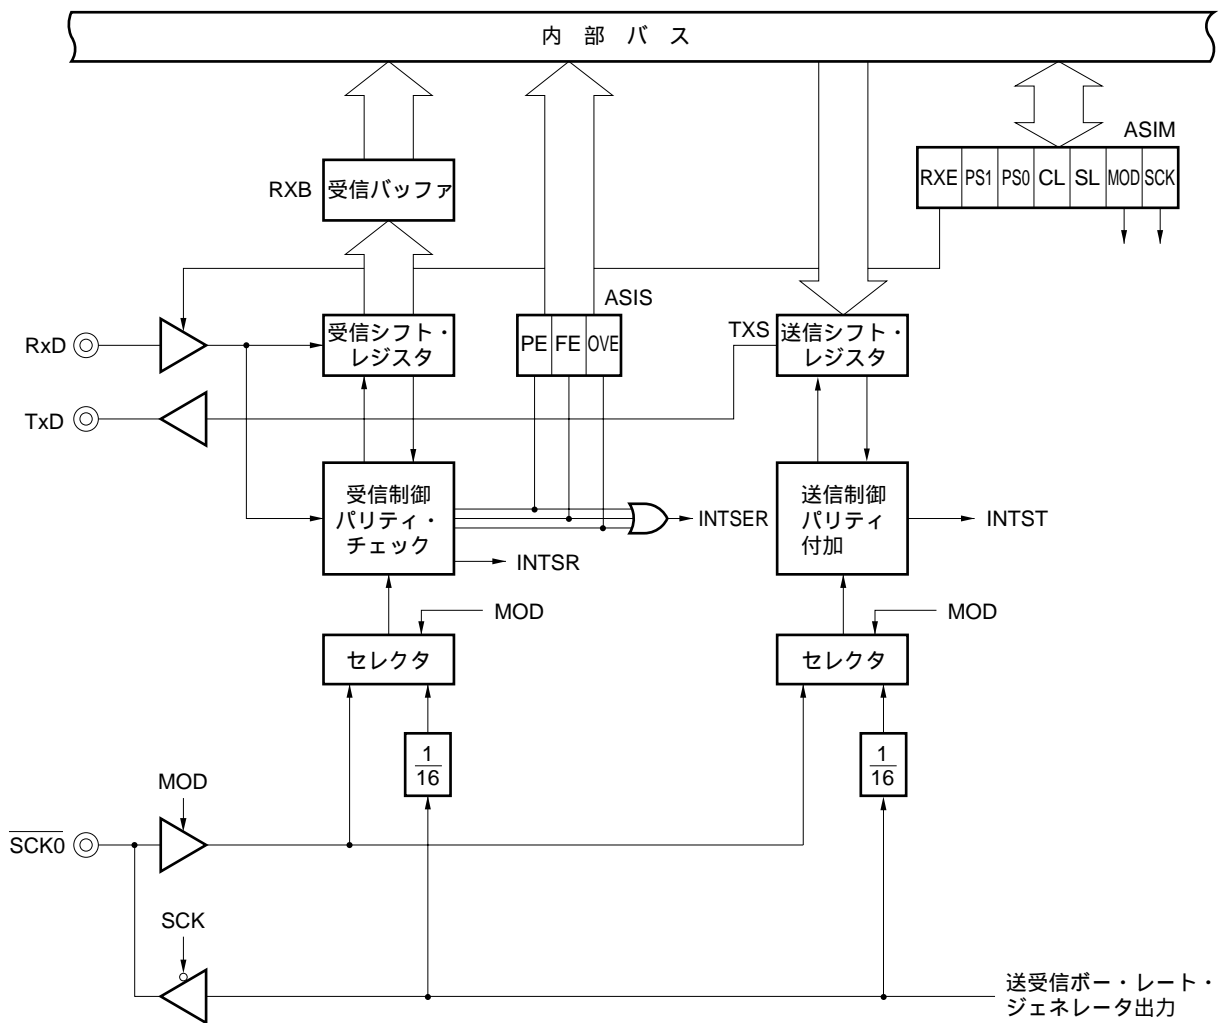 内部バス
ASIM
RXE PS1 PS0 CL SL MOD SCK
RXB
受信バッファ
ASIS
RxD
受信シフト・
レジスタ
PE FE OVE
TXS
送信シフト・
レジスタ
TxD
受信制御
パリティ・
チェック
INTSER
INTSR
送信制御
パリティ
付加
INTST
MOD
セレクタ
MOD
セレクタ
1
16
1
16
MOD
SCK0
SCK
送受信ボー・レート・
ジェネレータ出力